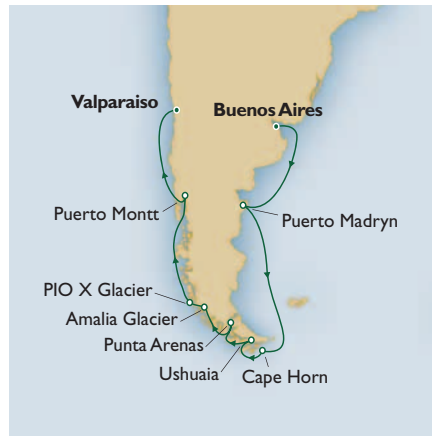 Valparaiso
Buenos Aires
Puerto Montt
Puerto Madryn
PIO X Glacier
Amalia Glacier
Punta Arenas
Ushuaia
Cape Horn